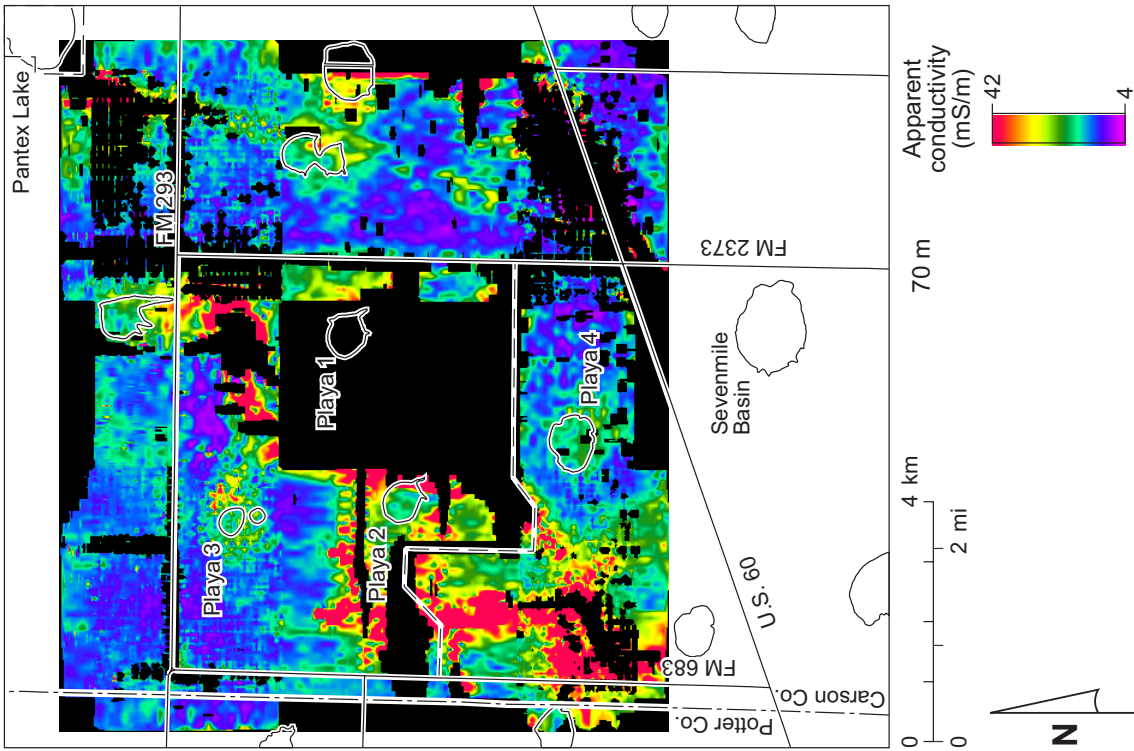 Pantex Lake
FM 293
Playa 1
Playa 2
Playa 3
Playa 4
FM 2373
Sevenmile
Basin
U.S. 60
FM 683
Carson Co.
Potter Co.
Apparent
conductivity
(mS/m)
42
4
70 m
0
4 km
0
2 mi
N